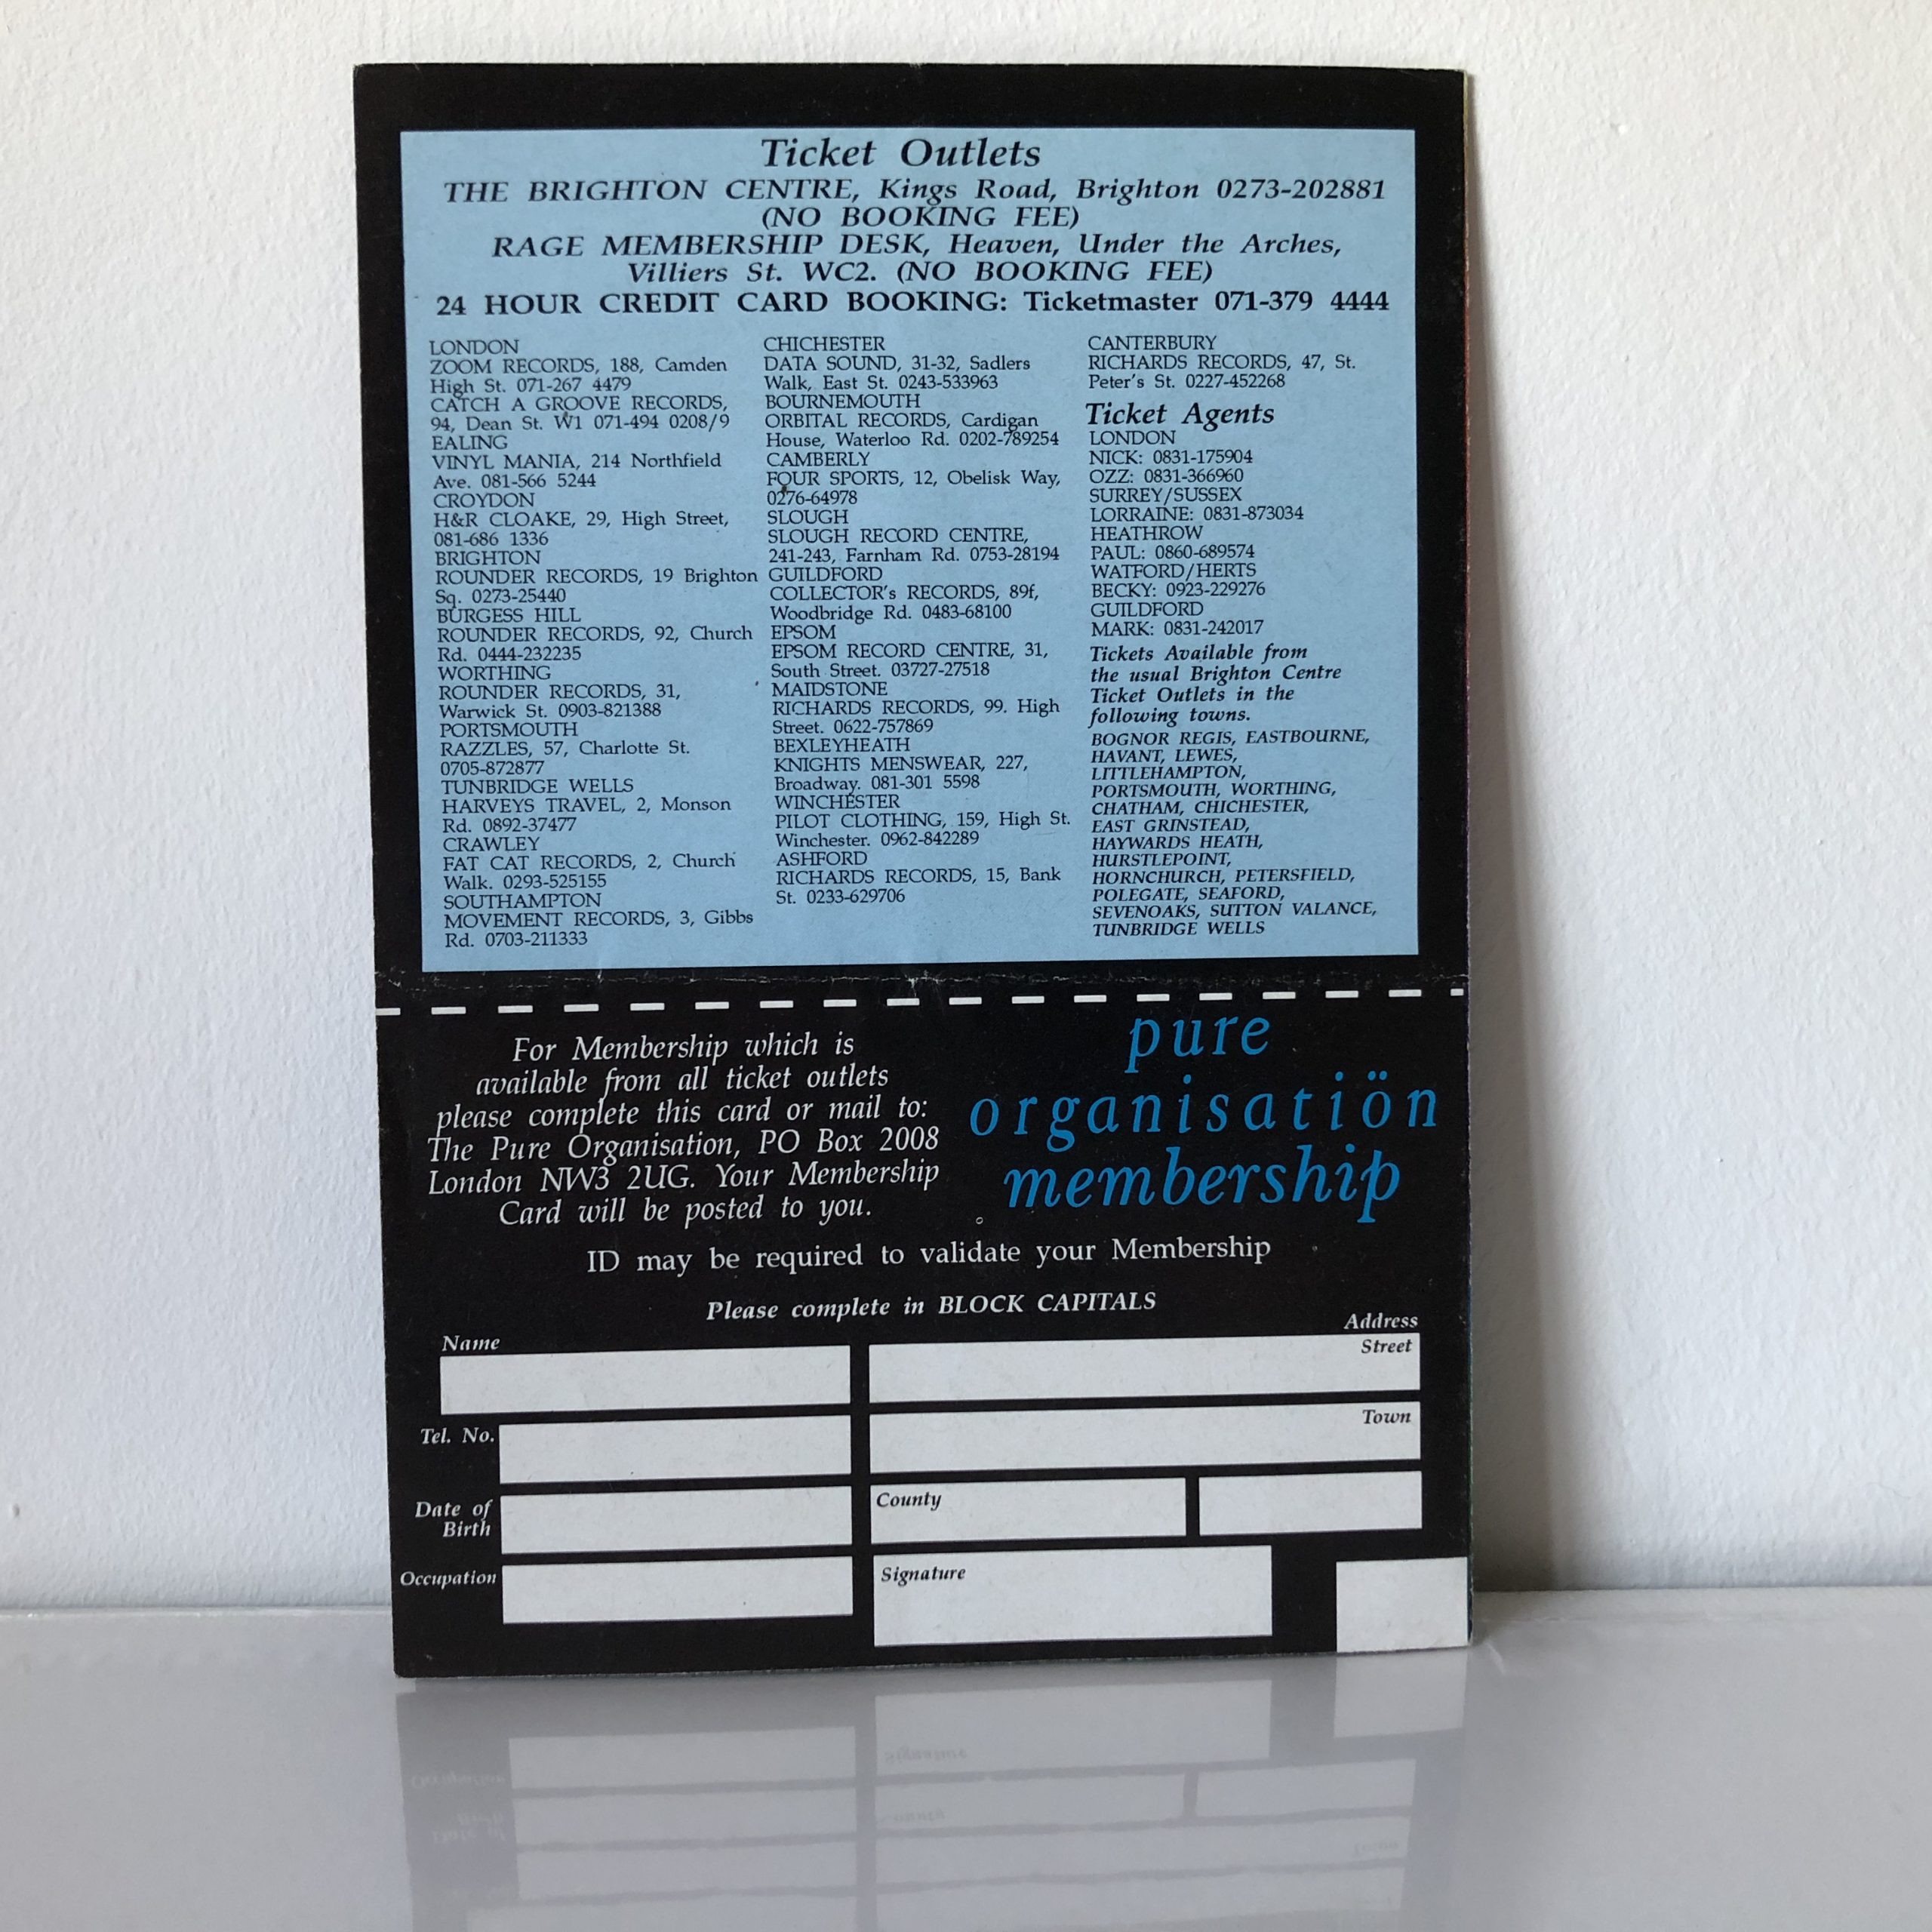 Ticket Outlets
THE BRIGHTON CENTRE, Kings Road, Brighton 0273-202881
(NO BOOKING FEE)
RAGE MEMBERSHIP DESK, Heaven, Under the Arches,
Villiers St. WC2. (NO BOOKING FEE)
24 HOUR CREDIT CARD BOOKING: Ticketmaster 071-379 4444
LONDON
ZOOM RECORDS, 188, Camden
High St. 071-267 4479
CATCH A GROOVE RECORDS,
94, Dean St. W1 071-494 0208/9
EALING
VINYL MANIA, 214 Northfield
Ave. 081-566 5244
CROYDON
H&R CLOAKE, 29, High Street,
081-686 1336
BRIGHTON
ROUNDER RECORDS, 19 Brighton
Sq. 0273-25440
BURGESS HILL
ROUNDER RECORDS, 92, Church
Rd. 0444-232235
WORTHING
ROUNDER RECORDS, 31,
Warwick St. 0903-821388
PORTSMOUTH
RAZZLES, 57, Charlotte St.
0705-872877
TUNBRIDGE WELLS
HARVEYS TRAVEL, 2, Monson
Rd. 0892-37477
CRAWLEY
FAT CAT RECORDS, 2, Church
Walk. 0293-525155
SOUTHAMPTON
MOVEMENT RECORDS, 3, Gibbs
Rd. 0703-211333
CHICHESTER
DATA SOUND, 31-32, Sadlers
Walk, East St. 0243-533963
BOURNEMOUTH
ORBITAL RECORDS, Cardigan
House, Waterloo Rd. 0202-789254
CAMBERLY
FOUR SPORTS, 12, Obelisk Way,
0276-64978
SLOUGH
SLOUGH RECORD CENTRE,
241-243, Farnham Rd. 0753-28194
GUILDFORD
COLLECTOR's RECORDS, 89f,
Woodbridge Rd. 0483-68100
EPSOM
EPSOM RECORD CENTRE, 31,
South Street. 03727-27518
MAIDSTONE
RICHARDS RECORDS, 99. High
Street. 0622-757869
BEXLEYHEATH
KNIGHTS MENSWEAR, 227,
Broadway. 081-301 5598
WINCHESTER
PILOT CLOTHING, 159, High St.
Winchester. 0962-842289
ASHFORD
RICHARDS RECORDS, 15, Bank
St. 0233-629706
CANTERBURY
RICHARDS RECORDS, 47, St.
Peter's St. 0227-452268
Ticket Agents
LONDON
NICK: 0831-175904
OZZ: 0831-366960
SURREY/SUSSEX
LORRAINE: 0831-873034
HEATHROW
PAUL: 0860-689574
WATFORD/HERTS
BECKY: 0923-229276
GUILDFORD
MARK: 0831-242017
Tickets Available from
the usual Brighton Centre
Ticket Outlets in the
following towns.
BOGNOR REGIS, EASTBOURNE,
HAVANT, LEWES,
LITTLEHAMPTON,
PORTSMOUTH, WORTHING,
CHATHAM, CHICHESTER,
EAST GRINSTEAD,
HAYWARDS HEATH,
HURSTLEPOINT,
HORNCHURCH, PETERSFIELD,
POLEGATE, SEAFORD,
SEVENOAKS, SUTTON VALANCE,
TUNBRIDGE WELLS
For Membership which is
available from all ticket outlets
please complete this card or mail to:
The Pure Organisation, PO Box 2008
London NW3 2UG. Your Membership
Card will be posted to you.
pure
organisatiön
membership
ID may be required to validate your Membership
Please complete in BLOCK CAPITALS
Name
Address
Street
Tel. No.
Town
Date of
Birth
County
Occupation
Signature